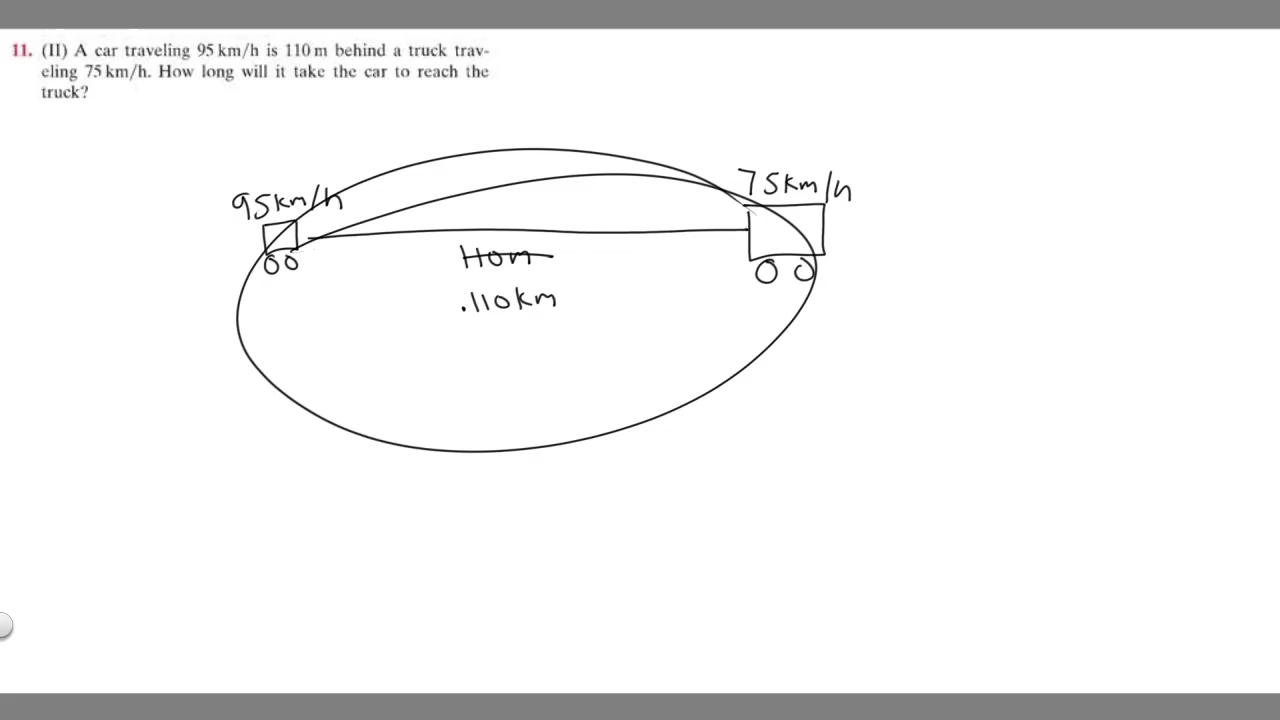 11. (II) A car traveling 95 km/h is 110 m behind a truck trav-
eling 75 km/h. How long will it take the car to reach the
truck?
95km/h
75km/h
110m
.110km